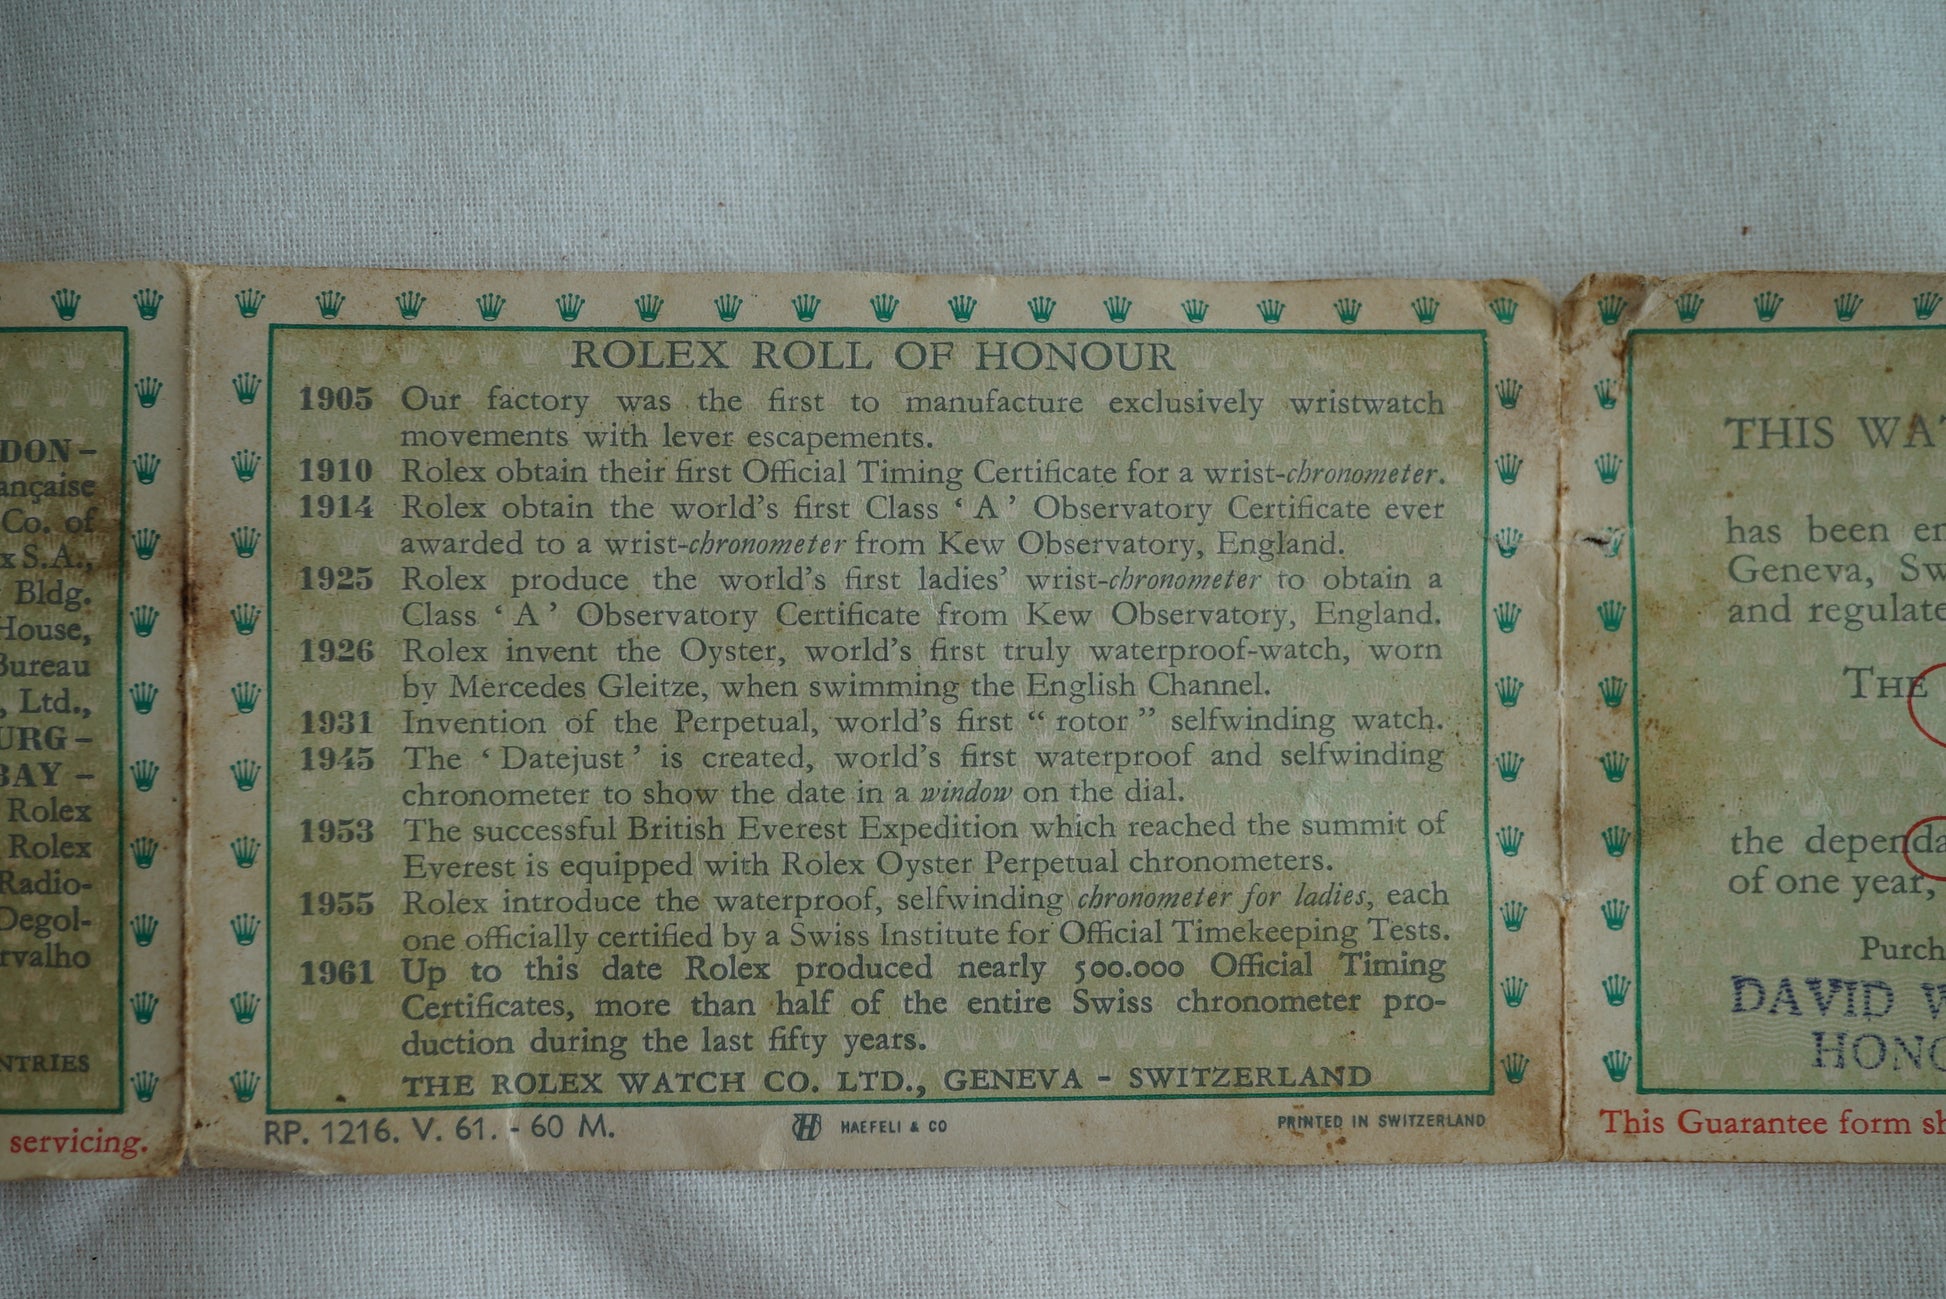 DON –
ançaise
Co. of
x S.A.,
Bldg.
House,
Bureau
, Ltd.,
URG –
BAY –
Rolex
Rolex
Radio-
Degol-
rvalho
NTRIES
servicing.
ROLEX ROLL OF HONOUR
1905 Our factory was the first to manufacture exclusively wristwatch
movements with lever escapements.
1910 Rolex obtain their first Official Timing Certificate for a wrist-chronometer.
1914 Rolex obtain the world's first Class ‘ A ’ Observatory Certificate ever
awarded to a wrist-chronometer from Kew Observatory, England.
1925 Rolex produce the world's first ladies' wrist-chronometer to obtain a
Class ‘ A ’ Observatory Certificate from Kew Observatory, England.
1926 Rolex invent the Oyster, world's first truly waterproof-watch, worn
by Mercedes Gleitze, when swimming the English Channel.
1931 Invention of the Perpetual, world's first “ rotor ” selfwinding watch.
1945 The ‘ Datejust ’ is created, world's first waterproof and selfwinding
chronometer to show the date in a window on the dial.
1953 The successful British Everest Expedition which reached the summit of
Everest is equipped with Rolex Oyster Perpetual chronometers.
1955 Rolex introduce the waterproof, selfwinding chronometer for ladies, each
one officially certified by a Swiss Institute for Official Timekeeping Tests.
1961 Up to this date Rolex produced nearly 500.000 Official Timing
Certificates, more than half of the entire Swiss chronometer pro-
duction during the last fifty years.
THE ROLEX WATCH CO. LTD., GENEVA - SWITZERLAND
RP. 1216. V. 61. - 60 M. H HAEFELI & CO PRINTED IN SWITZERLAND
THIS WAT
has been en
Geneva, Sw
and regulate
THE
the dependa
of one year,
Purch
DAVID W
HONO
This Guarantee form sh